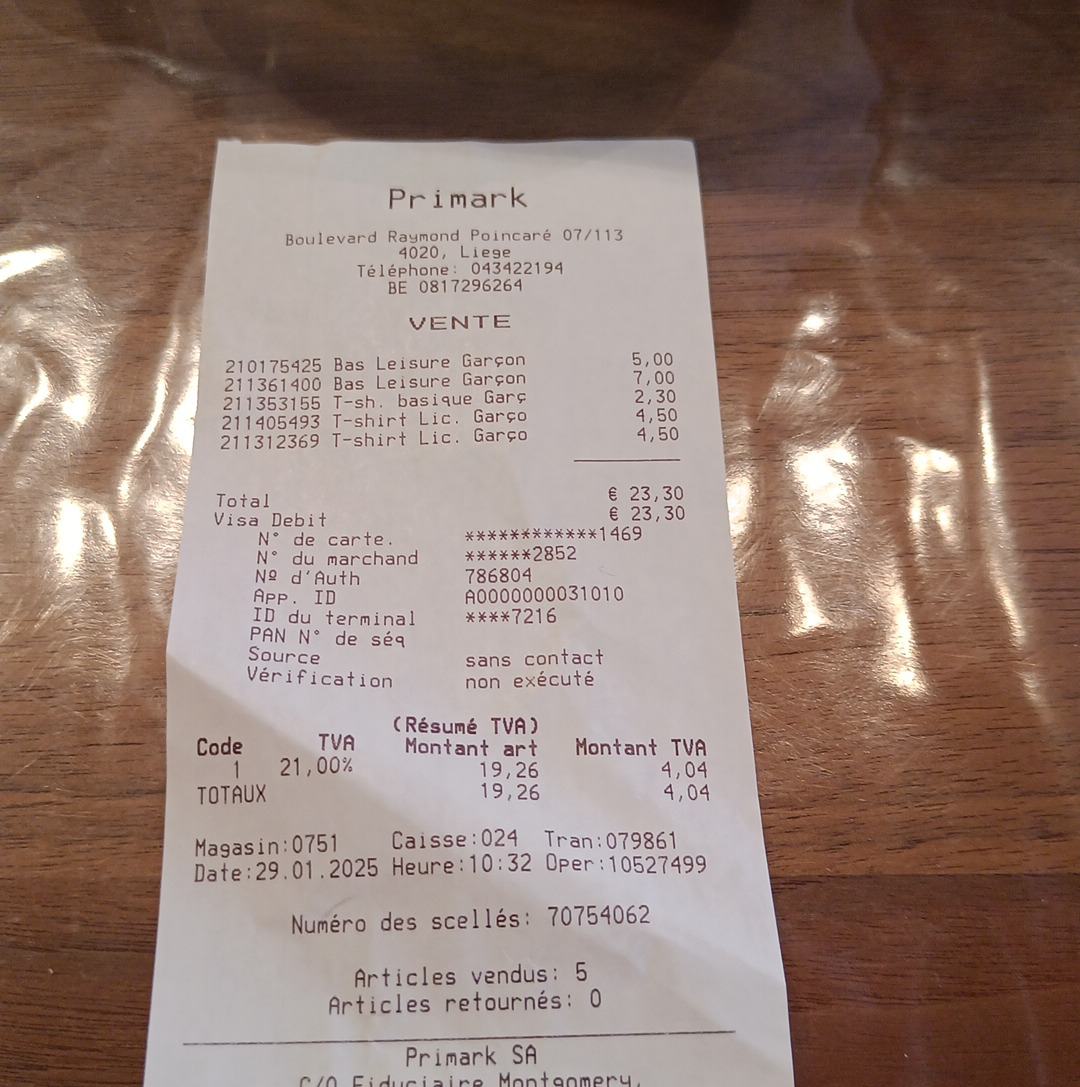 Primark
Boulevard Raymond Poincaré 07/113
4020, Liege
Téléphone: 043422194
BE 0817296264
VENTE
210175425 Bas Leisure Garçon 5,00
211361400 Bas Leisure Garçon 7,00
211353155 T-sh. basique Garç 2,30
211405493 T-shirt Lic. Garço 4,50
211312369 T-shirt Lic. Garço 4,50
Total € 23,30
Visa Debit € 23,30
N° de carte. ************1469
N° du marchand ******2852
Nº d'Auth 786804
App. ID A0000000031010
ID du terminal ****7216
PAN N° de séq
Source sans contact
Vérification non exécuté
(Résumé TVA)
Code TVA Montant art Montant TVA
1 21,00% 19,26 4,04
TOTAUX 19,26 4,04
Magasin:0751 Caisse:024 Tran:079861
Date:29.01.2025 Heure:10:32 Oper:10527499
Numéro des scellés: 70754062
Articles vendus: 5
Articles retournés: 0
Primark SA
C/O Fiduciaire Montgomery,